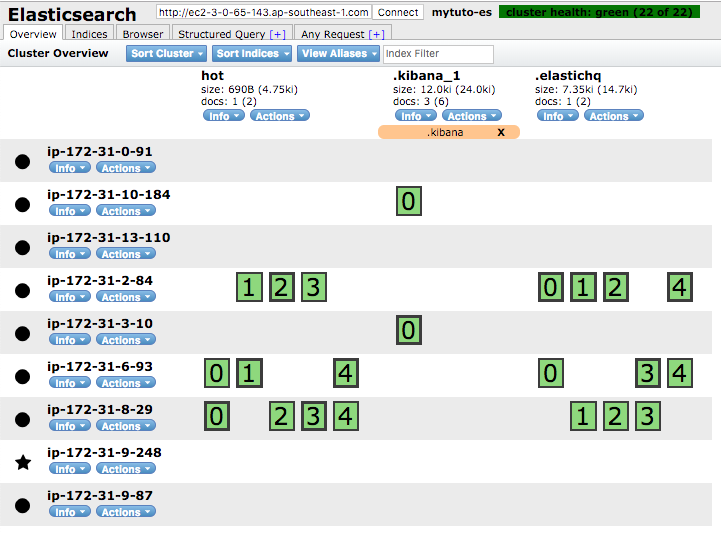 Elasticsearch http://ec2-3-0-65-143.ap-southeast-1.com Connect mytuto-es cluster health: green (22 of 22)
Overview Indices Browser Structured Query [+] Any Request [+]
Cluster Overview Sort Cluster Sort Indices View Aliases Index Filter
hot .kibana_1 .elastichq
size: 690B (4.75ki) size: 12.0ki (24.0ki) size: 7.35ki (14.7ki)
docs: 1 (2) docs: 3 (6) docs: 1 (2)
Info Actions Info Actions Info Actions
.kibana X
ip-172-31-0-91
Info Actions
ip-172-31-10-184
Info Actions 0
ip-172-31-13-110
Info Actions
ip-172-31-2-84
Info Actions 1 2 3 0 1 2 4
ip-172-31-3-10
Info Actions 0
ip-172-31-6-93
Info Actions 0 1 4 0 3 4
ip-172-31-8-29
Info Actions 0 2 3 4 1 2 3
ip-172-31-9-248
Info Actions
ip-172-31-9-87
Info Actions